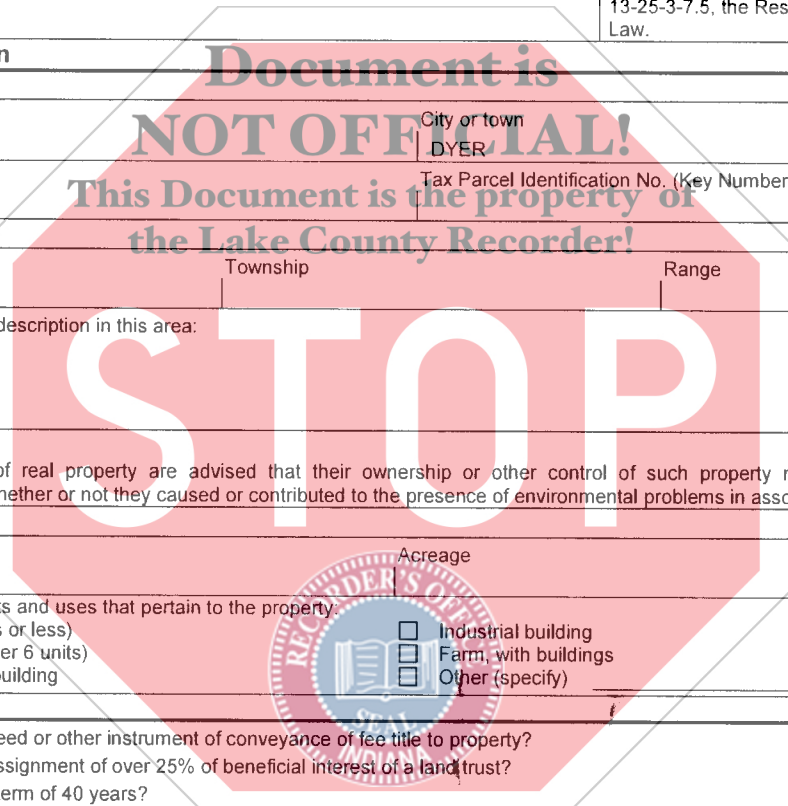 13-25-3-7.5, the Res
Law.
n
Document is
NOT OFFICIAL!
City or town
DYER
This Document is the property of
Tax Parcel Identification No. (Key Number
the Lake County Recorder!
Township
Range
description in this area:
STOP
of real property are advised that their ownership or other control of such property
hether or not they caused or contributed to the presence of environmental problems in asso
Acreage
ts and uses that pertain to the property:
s or less)
Industrial building
er 6 units)
Farm, with buildings
building
Other (specify)
RECORDER'S OFFICE
SEAL
INDIANA
eed or other instrument of conveyance of fee title to property?
ssignment of over 25% of beneficial interest of a land trust?
term of 40 years?